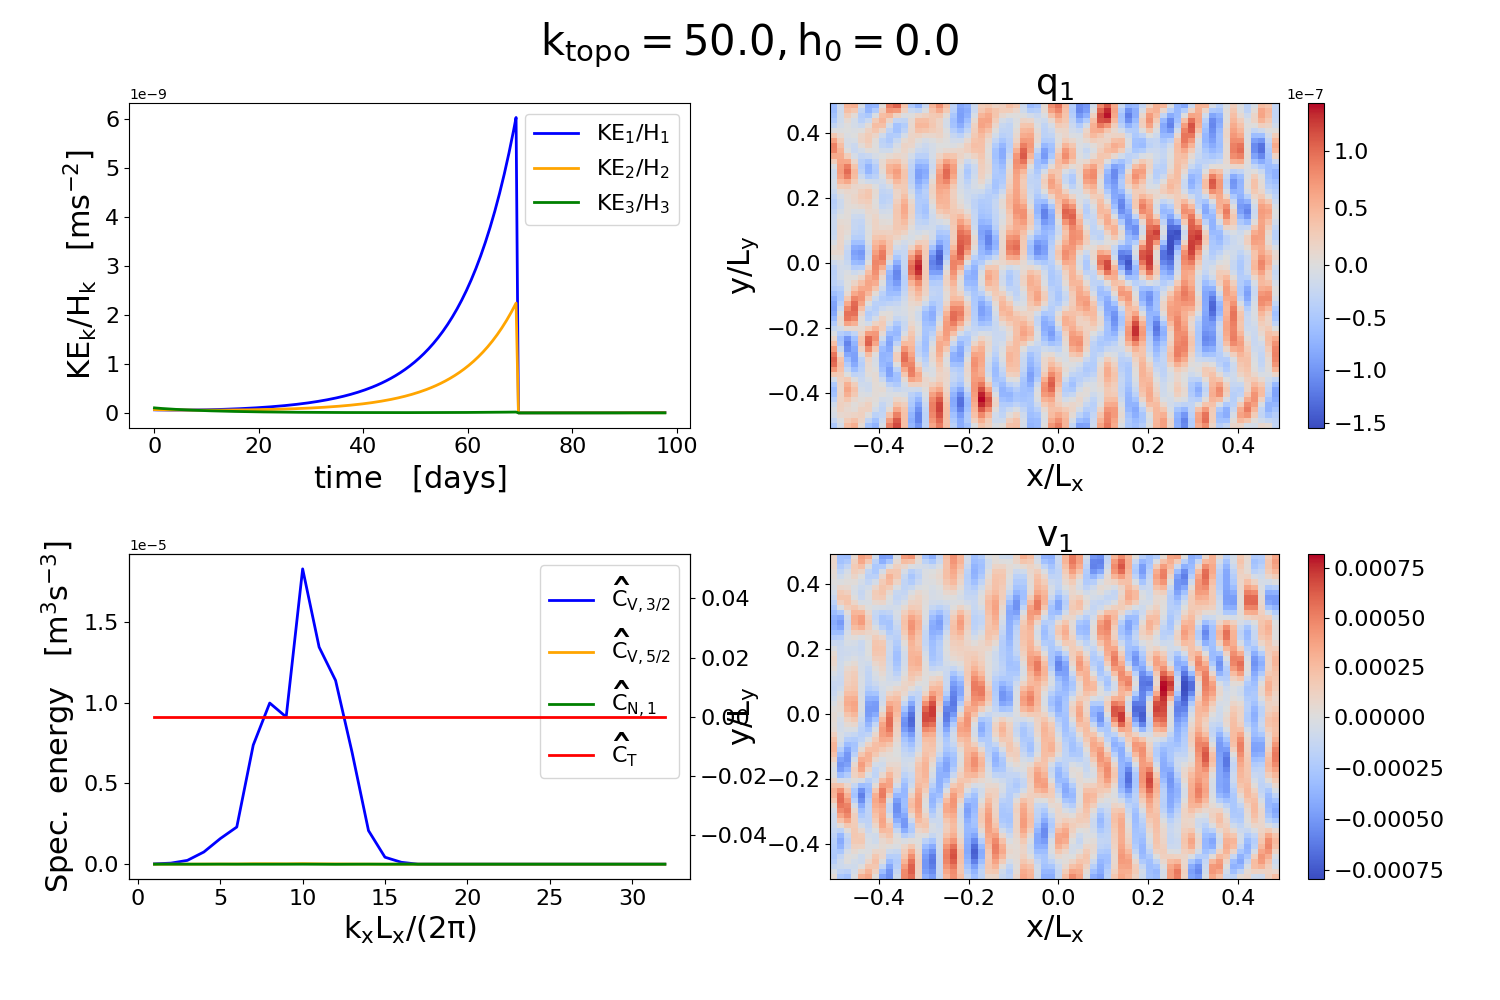 k_topo = 50.0, h_0 = 0.0
1e−9
KE_k/H_k [ms^−2]
6
5
4
3
2
1
0
KE_1/H_1
KE_2/H_2
KE_3/H_3
0 20 40 60 80 100
time [days]
q_1
1e−7
y/L_y
0.4
0.2
0.0
−0.2
−0.4
−0.4 −0.2 0.0 0.2 0.4
x/L_x
1.0
0.5
0.0
−0.5
−1.0
−1.5
1e−5
Spec. energy [m^3s^−3]
1.5
1.0
0.5
0.0
Ĉ_V,3/2
Ĉ_V,5/2
Ĉ_N,1
Ĉ_T
0.04
0.02
0.00
−0.02
−0.04
0 5 10 15 20 25 30
k_xL_x/(2π)
v_1
y/L_y
0.4
0.2
0.0
−0.2
−0.4
−0.4 −0.2 0.0 0.2 0.4
x/L_x
0.00075
0.00050
0.00025
0.00000
−0.00025
−0.00050
−0.00075